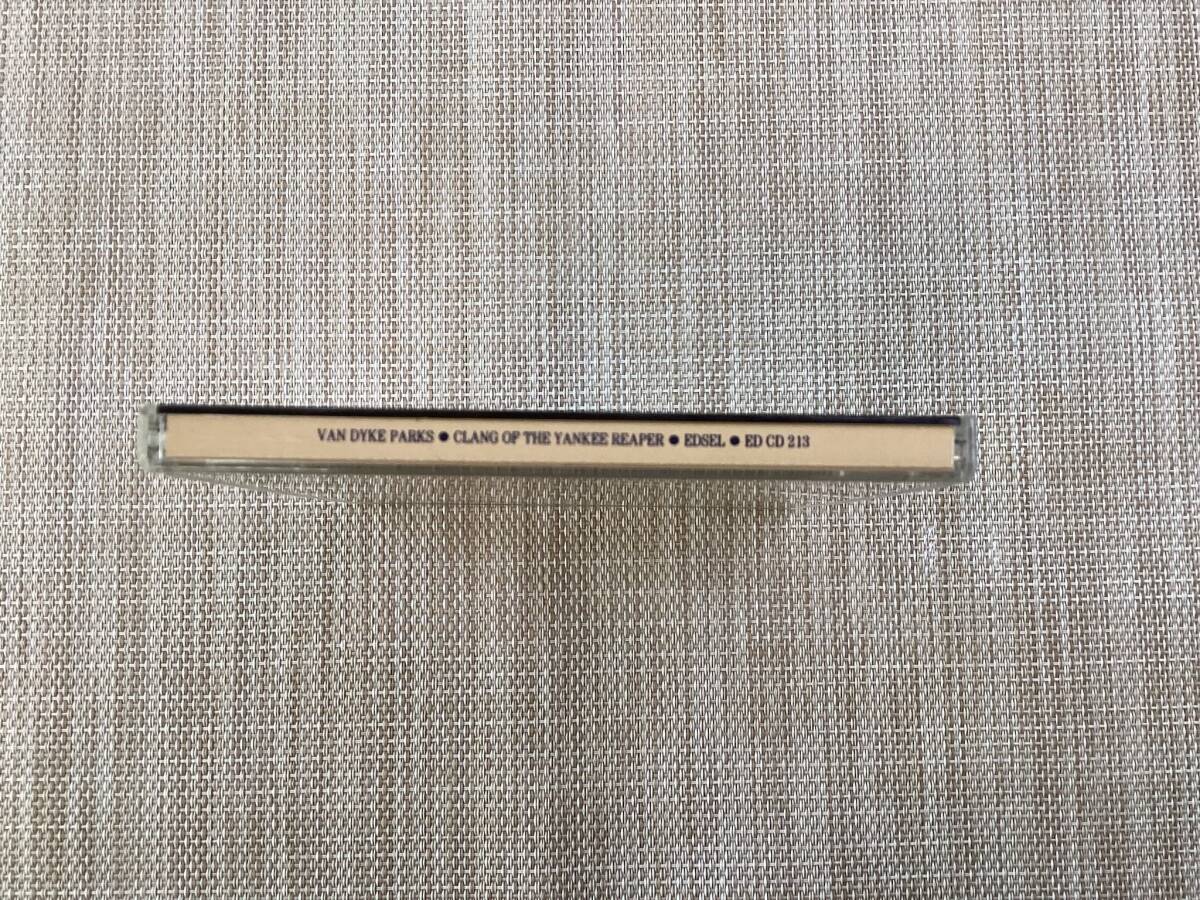 VAN DYKE PARKS ● CLANG OF THE YANKEE REAPER ● EDSEL ● ED CD 213